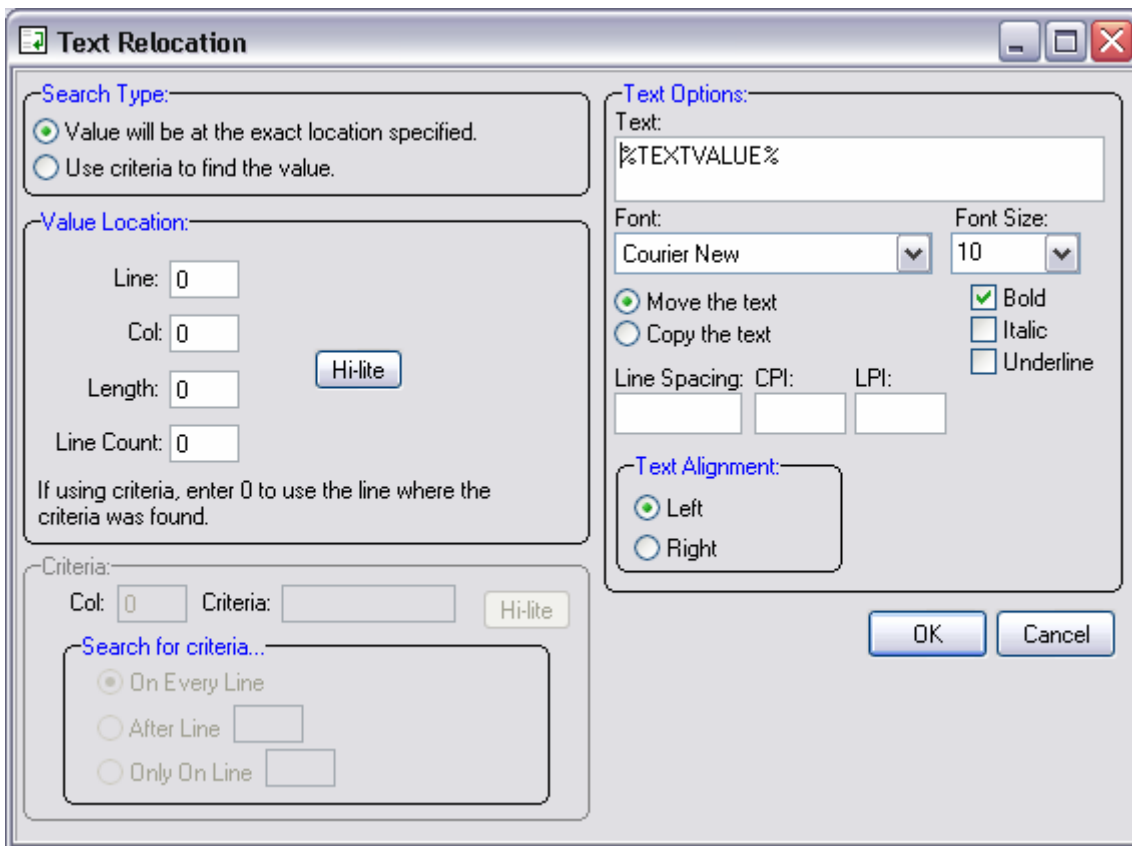 Text Relocation
Search Type:
Value will be at the exact location specified.
Use criteria to find the value.
Value Location:
Line: 0
Col: 0
Length: 0
Line Count: 0
Hi-lite
If using criteria, enter 0 to use the line where the
criteria was found.
Criteria:
Col: 0 Criteria: Hi-lite
Search for criteria...
On Every Line
After Line
Only On Line
Text Options:
Text:
%TEXTVALUE%
Font: Font Size:
Courier New 10
Move the text
Copy the text
Bold
Italic
Underline
Line Spacing: CPI: LPI:
Text Alignment:
Left
Right
OK Cancel